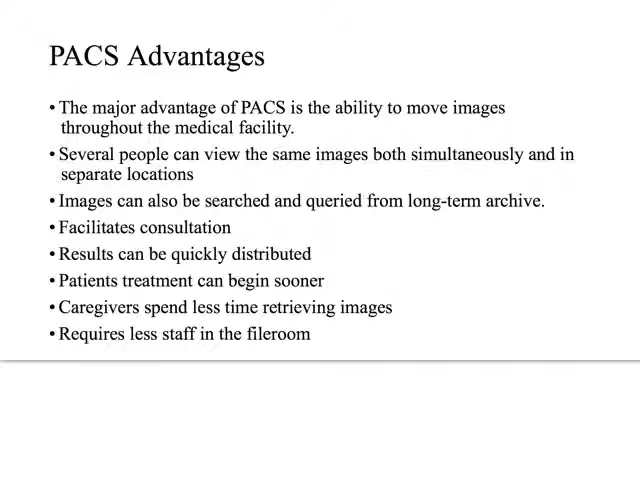 PACS Advantages
• The major advantage of PACS is the ability to move images
throughout the medical facility.
• Several people can view the same images both simultaneously and in
separate locations
• Images can also be searched and queried from long-term archive.
• Facilitates consultation
• Results can be quickly distributed
• Patients treatment can begin sooner
• Caregivers spend less time retrieving images
• Requires less staff in the fileroom